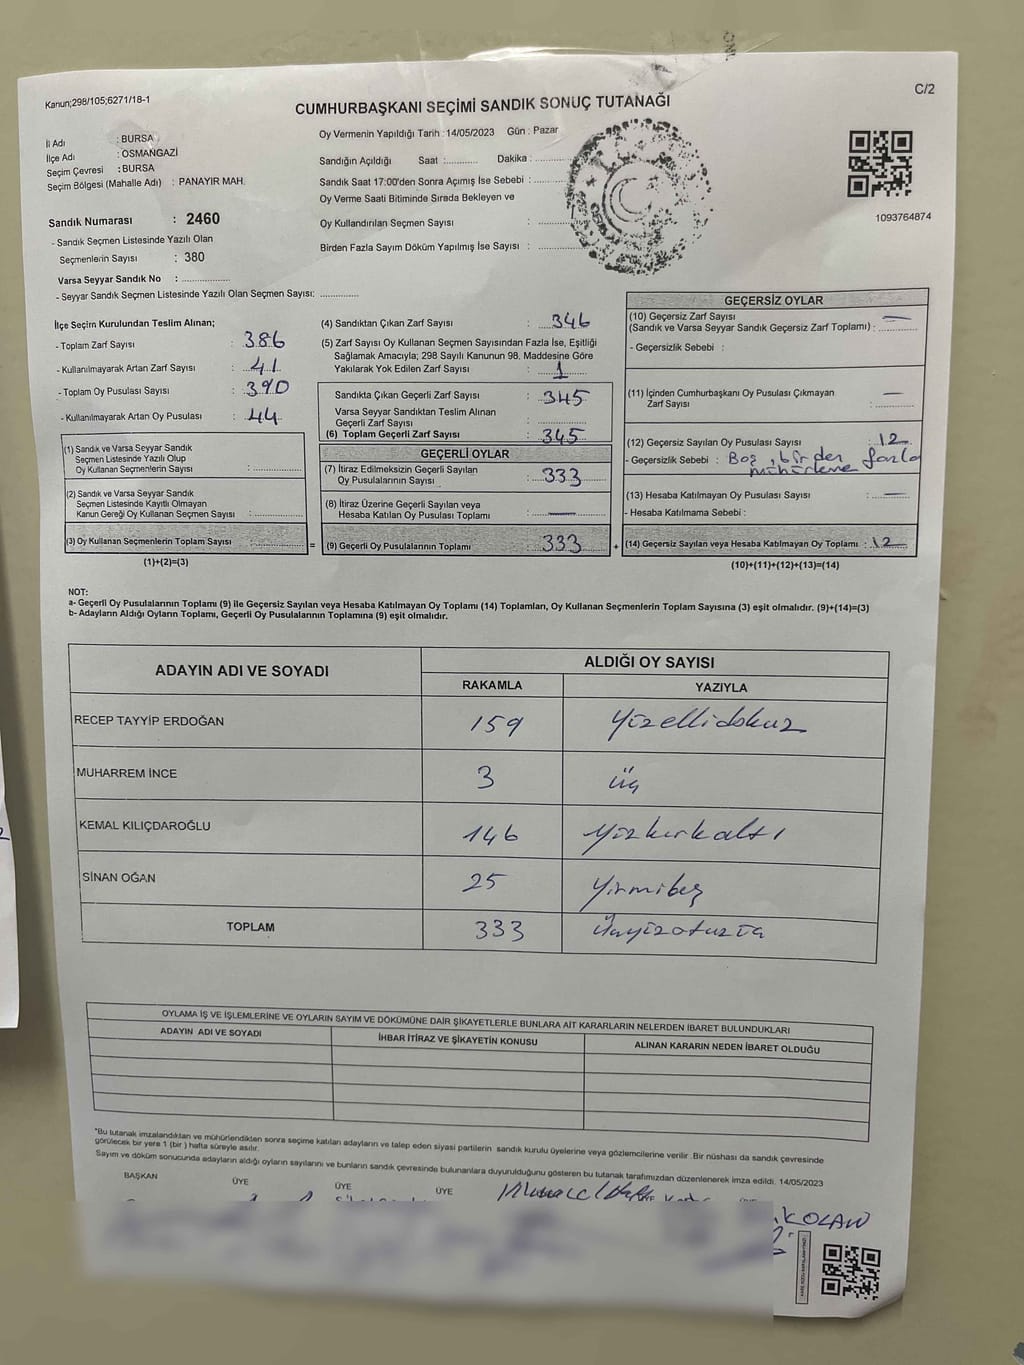 Kanun;298/105;6271/18-1
C/2
CUMHURBAŞKANI SEÇİMİ SANDIK SONUÇ TUTANAĞI
İl Adı : BURSA
İlçe Adı : OSMANGAZİ
Seçim Çevresi : BURSA
Seçim Bölgesi (Mahalle Adı) : PANAYIR MAH.
Sandık Numarası : 2460
- Sandık Seçmen Listesinde Yazılı Olan
Seçmenlerin Sayısı : 380
Varsa Seyyar Sandık No : ..............
- Seyyar Sandık Seçmen Listesinde Yazılı Olan Seçmen Sayısı: ............
Oy Vermenin Yapıldığı Tarih : 14/05/2023 Gün : Pazar
Sandığın Açıldığı Saat :........... Dakika : ...........
Sandık Saat 17:00'den Sonra Açımış İse Sebebi : .........
Oy Verme Saati Bitiminde Sırada Bekleyen ve
Oy Kullandırılan Seçmen Sayısı : ..............
Birden Fazla Sayım Döküm Yapılmış İse Sayısı : ..............
1093764874
İlçe Seçim Kurulundan Teslim Alınan;
- Toplam Zarf Sayısı : 386
- Kullanılmayarak Artan Zarf Sayısı : 41
- Toplam Oy Pusulası Sayısı : 390
- Kullanılmayarak Artan Oy Pusulası : 44
(1) Sandık ve Varsa Seyyar Sandık
Seçmen Listesinde Yazılı Olup
Oy Kullanan Seçmenlerin Sayısı : ..............
(2) Sandık ve Varsa Seyyar Sandık
Seçmen Listesinde Kayıtlı Olmayan
Kanun Gereği Oy Kullanan Seçmen Sayısı : ..............
(3) Oy Kullanan Seçmenlerin Toplam Sayısı : ..............
(1)+(2)=(3)
(4) Sandıktan Çıkan Zarf Sayısı : 346
(5) Zarf Sayısı Oy Kullanan Seçmen Sayısından Fazla İse, Eşitliği
Sağlamak Amacıyla; 298 Sayılı Kanunun 98. Maddesine Göre
Yakılarak Yok Edilen Zarf Sayısı : 1
Sandıkta Çıkan Geçerli Zarf Sayısı : 345
Varsa Seyyar Sandıktan Teslim Alınan
Geçerli Zarf Sayısı : ..............
(6) Toplam Geçerli Zarf Sayısı : 345
GEÇERLİ OYLAR
(7) İtiraz Edilmeksizin Geçerli Sayılan
Oy Pusulalarının Sayısı : 333
(8) İtiraz Üzerine Geçerli Sayılan veya
Hesaba Katılan Oy Pusulası Toplamı : —
= (9) Geçerli Oy Pusulalarının Toplamı : 333 +
GEÇERSİZ OYLAR
(10) Geçersiz Zarf Sayısı —
(Sandık ve Varsa Seyyar Sandık Geçersiz Zarf Toplamı) : ............
- Geçersizlik Sebebi :
(11) İçinden Cumhurbaşkanı Oy Pusulası Çıkmayan —
Zarf Sayısı : ............
(12) Geçersiz Sayılan Oy Pusulası Sayısı : 12
- Geçersizlik Sebebi : Boş, birden fazla
mühürleme
(13) Hesaba Katılmayan Oy Pusulası Sayısı : —
- Hesaba Katılmama Sebebi :
(14) Geçersiz Sayılan veya Hesaba Katılmayan Oy Toplamı : 12
(10)+(11)+(12)+(13)=(14)
NOT:
a- Geçerli Oy Pusulalarının Toplamı (9) ile Geçersiz Sayılan veya Hesaba Katılmayan Oy Toplamı (14) Toplamları, Oy Kullanan Seçmenlerin Toplam Sayısına (3) eşit olmalıdır. (9)+(14)=(3)
b- Adayların Aldığı Oyların Toplamı, Geçerli Oy Pusulalarının Toplamına (9) eşit olmalıdır.
ADAYIN ADI VE SOYADI ALDIĞI OY SAYISI
RAKAMLA YAZIYLA
RECEP TAYYİP ERDOĞAN 159 Yüzellidokuz
MUHARREM İNCE 3 üç
KEMAL KILIÇDAROĞLU 146 yüzkırkaltı
SİNAN OĞAN 25 Yirmibeş
TOPLAM 333 Üçyüzotuzüç
OYLAMA İŞ VE İŞLEMLERİNE VE OYLARIN SAYIM VE DÖKÜMÜNE DAİR ŞİKAYETLERLE BUNLARA AİT KARARLARIN NELERDEN İBARET BULUNDUKLARI
ADAYIN ADI VE SOYADI İHBAR İTİRAZ VE ŞİKAYETİN KONUSU ALINAN KARARIN NEDEN İBARET OLDUĞU
*Bu tutanak imzalandıktan ve mühürlendikten sonra seçime katılan adayların ve talep eden siyasi partilerin sandık kurulu üyelerine veya gözlemcilerine verilir. Bir nüshası da sandık çevresinde
görülecek bir yere 1 (bir ) hafta süreyle asılır.
Sayım ve döküm sonucunda adayların aldığı oyların sayılarını ve bunların sandık çevresinde bulunanlara duyurulduğunu gösteren bu tutanak tarafımızdan düzenlenerek imza edildi. 14/05/2023
BAŞKAN ÜYE ÜYE ÜYE
KOLAN